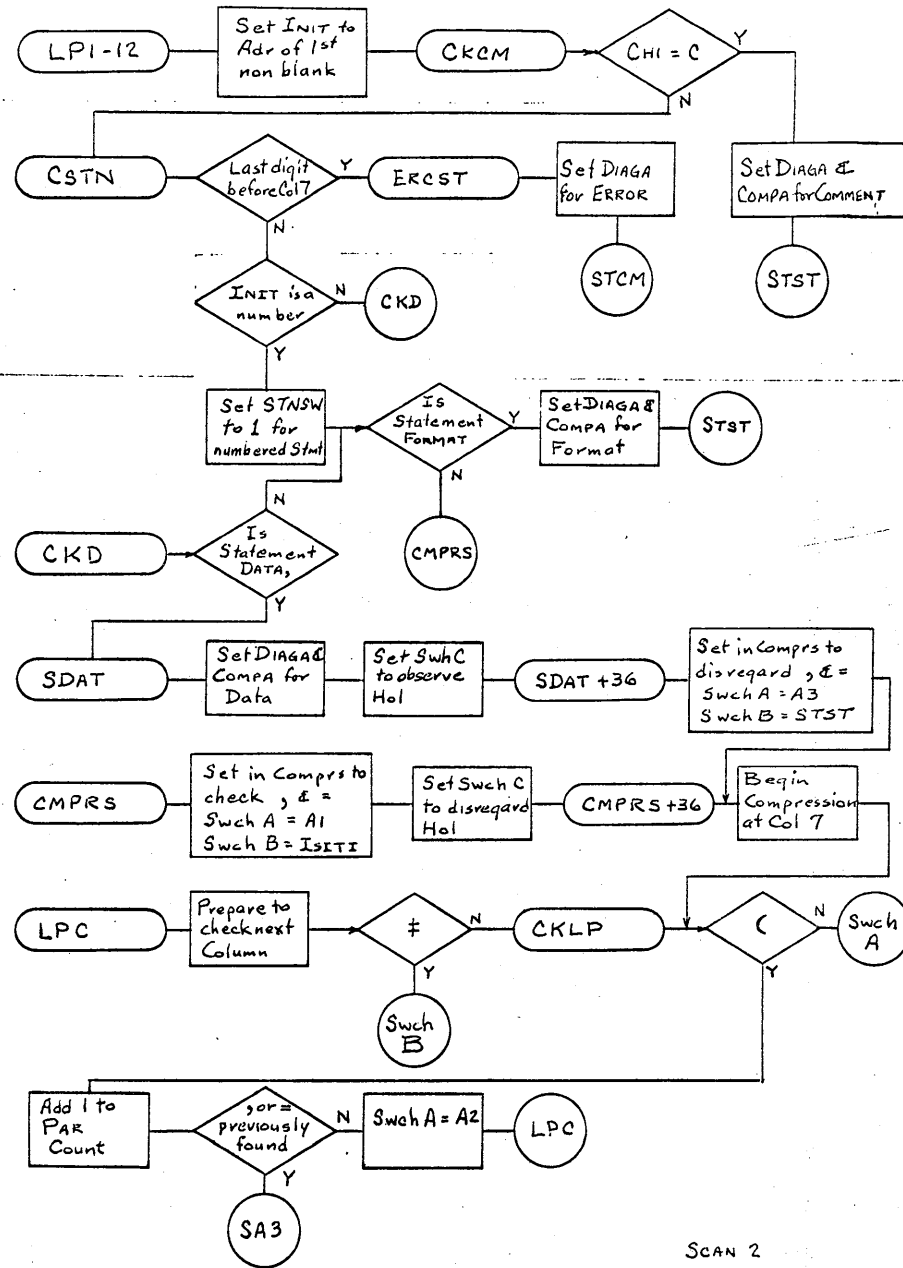 LP1-12
Set INIT to
Adr of 1st
non blank
CKCM
CH1 = C
Y
N
CSTN
Last digit
before Col 7
Y
N
ERCST
Set DIAGA
for ERROR
STCM
Set DIAGA &
COMPA for COMMENT
STST
INIT is a
number
N
Y
CKD
Set STNSW
to 1 for
numbered Stmt
Is
Statement
FORMAT
Y
N
Set DIAGA &
COMPA for
Format
STST
CMPRS
N
CKD
Is
Statement
DATA,
Y
SDAT
Set DIAGA &
COMPA for
Data
Set Swh C
to observe
Hol
SDAT +36
Set in Comprs to
disregard , & =
Swch A = A3
Swch B = STST
CMPRS
Set in Comprs to
check , & =
Swch A = A1
Swch B = ISITI
Set Swch C
to disregard
Hol
CMPRS +36
Begin
Compression
at Col 7
LPC
Prepare to
check next
Column
‡
N
Y
CKLP
(
N
Y
Swch
A
Swch
B
Add 1 to
PAR
Count
, or =
previously
found
N
Y
Swch A = A2
LPC
SA3
SCAN 2